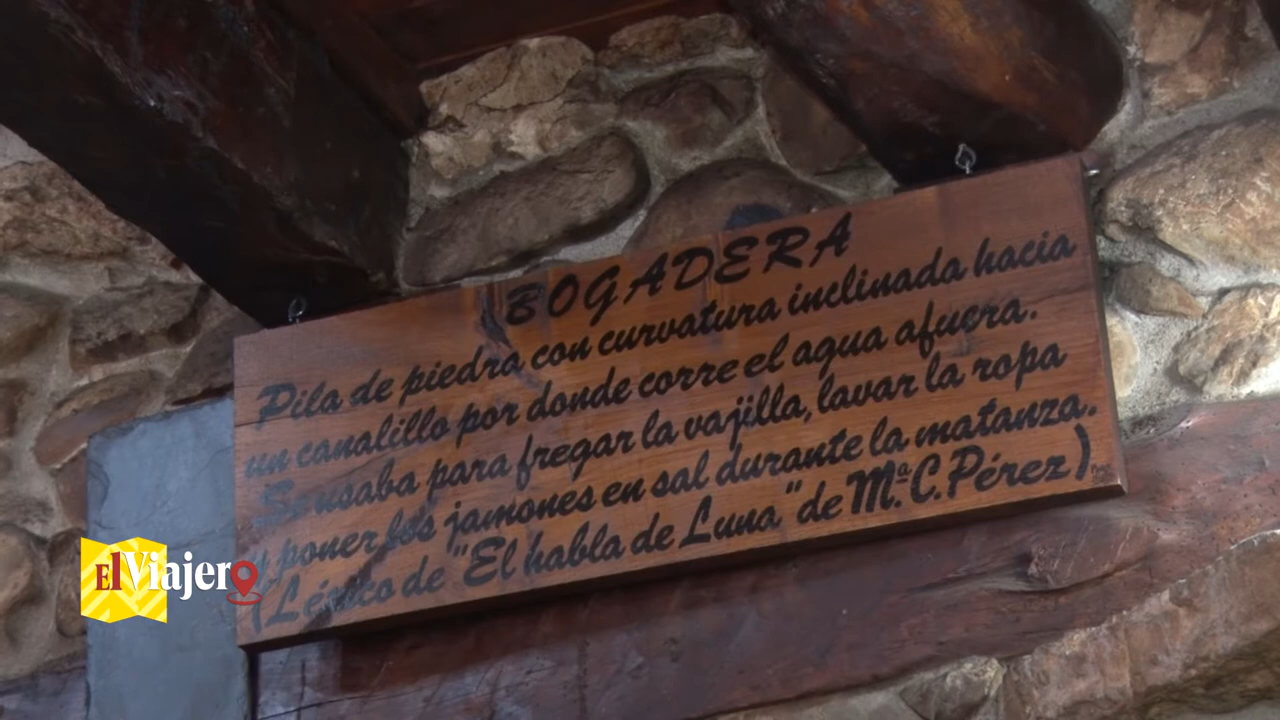 BOGADERA
Pila de piedra con curvatura inclinada hacia
un canalillo por donde corre el agua afuera.
Se usaba para fregar la vajilla, lavar la ropa
y poner los jamones en sal durante la matanza.
(Léxico de "El habla de Luna" de Mª.C.Pérez)
El Viajero